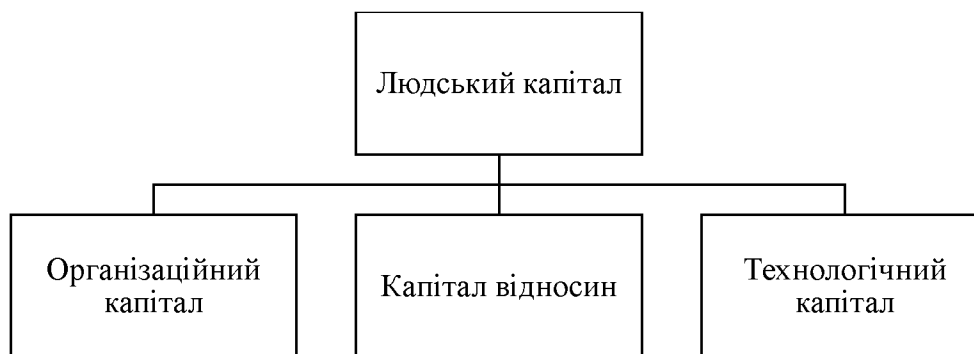 Людський капітал
Організаційний
капітал
Капітал відносин
Технологічний
капітал